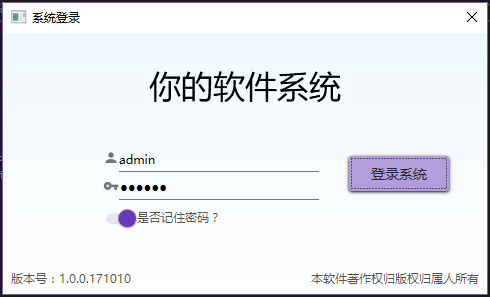 系统登录
你的软件系统
admin
●●●●●●
登录系统
是否记住密码？
版本号：1.0.0.171010
本软件著作权归版权归属人所有